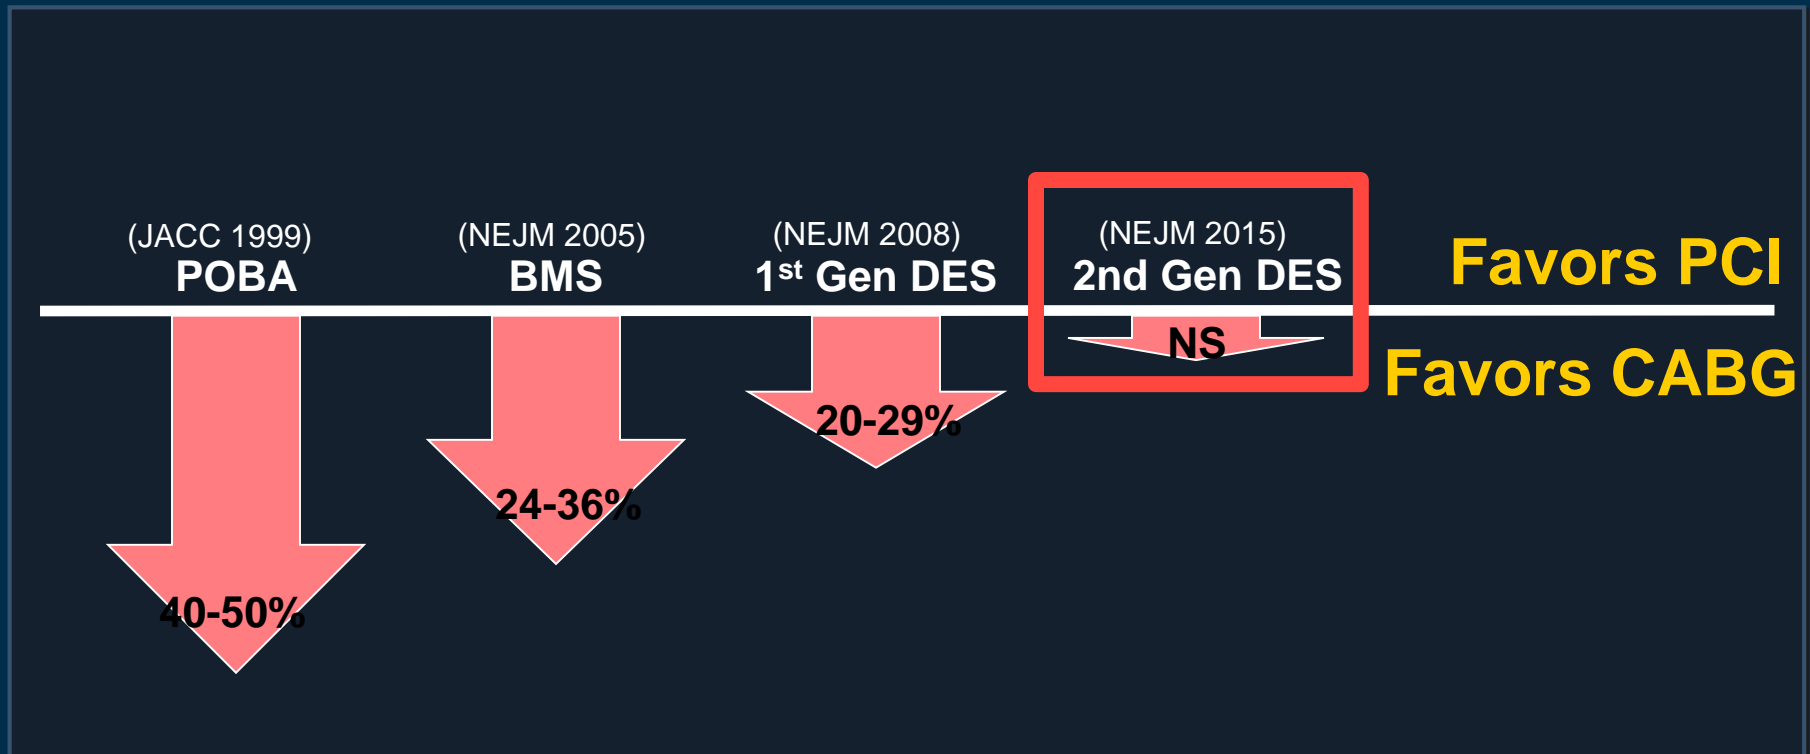 (JACC 1999)
POBA
(NEJM 2005)
BMS
(NEJM 2008)
1st Gen DES
(NEJM 2015)
2nd Gen DES
Favors PCI
Favors CABG
40-50%
24-36%
20-29%
NS